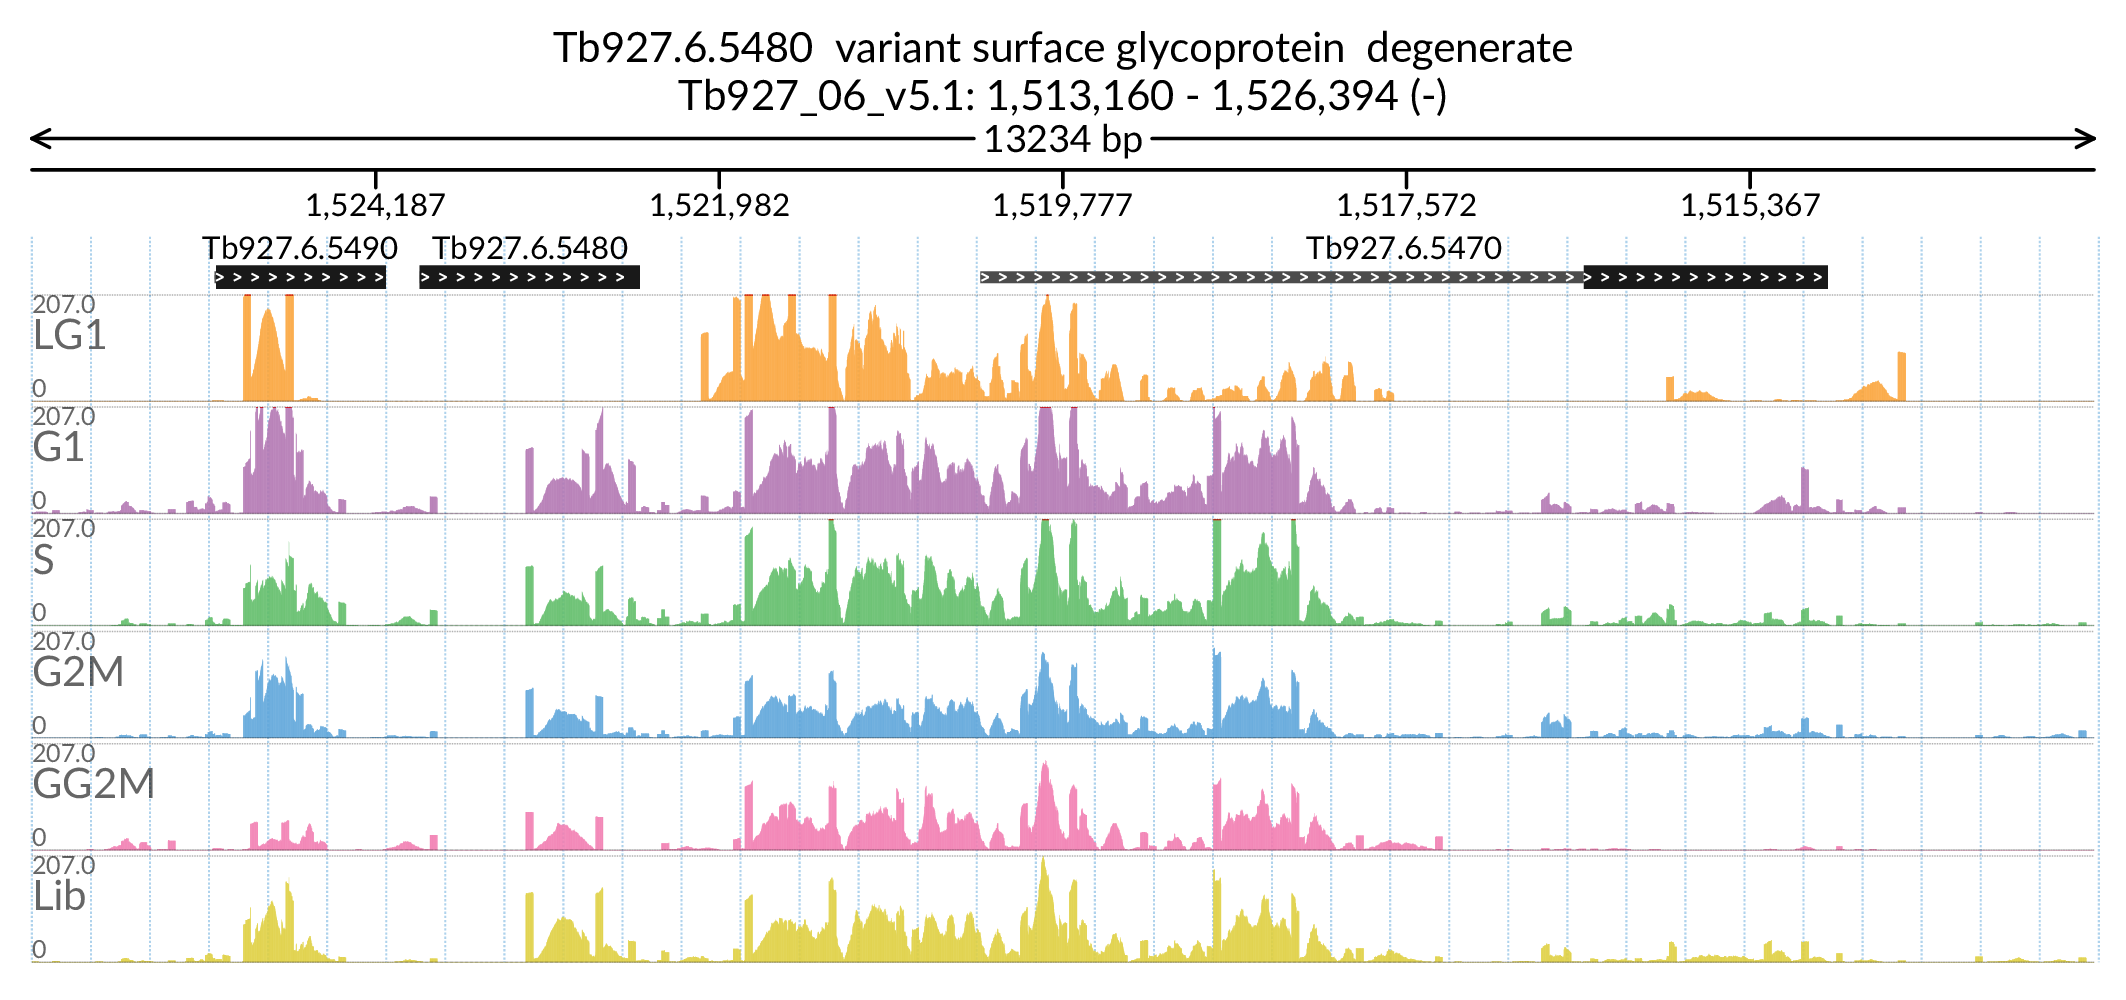 Tb927.6.5480  variant surface glycoprotein  degenerate
Tb927_06_v5.1: 1,513,160 - 1,526,394 (-)
13234 bp
1,524,187 1,521,982 1,519,777 1,517,572 1,515,367
Tb927.6.5490 Tb927.6.5480 Tb927.6.5470
207.0
LG1
0
207.0
G1
0
207.0
S
0
207.0
G2M
0
207.0
GG2M
0
207.0
Lib
0